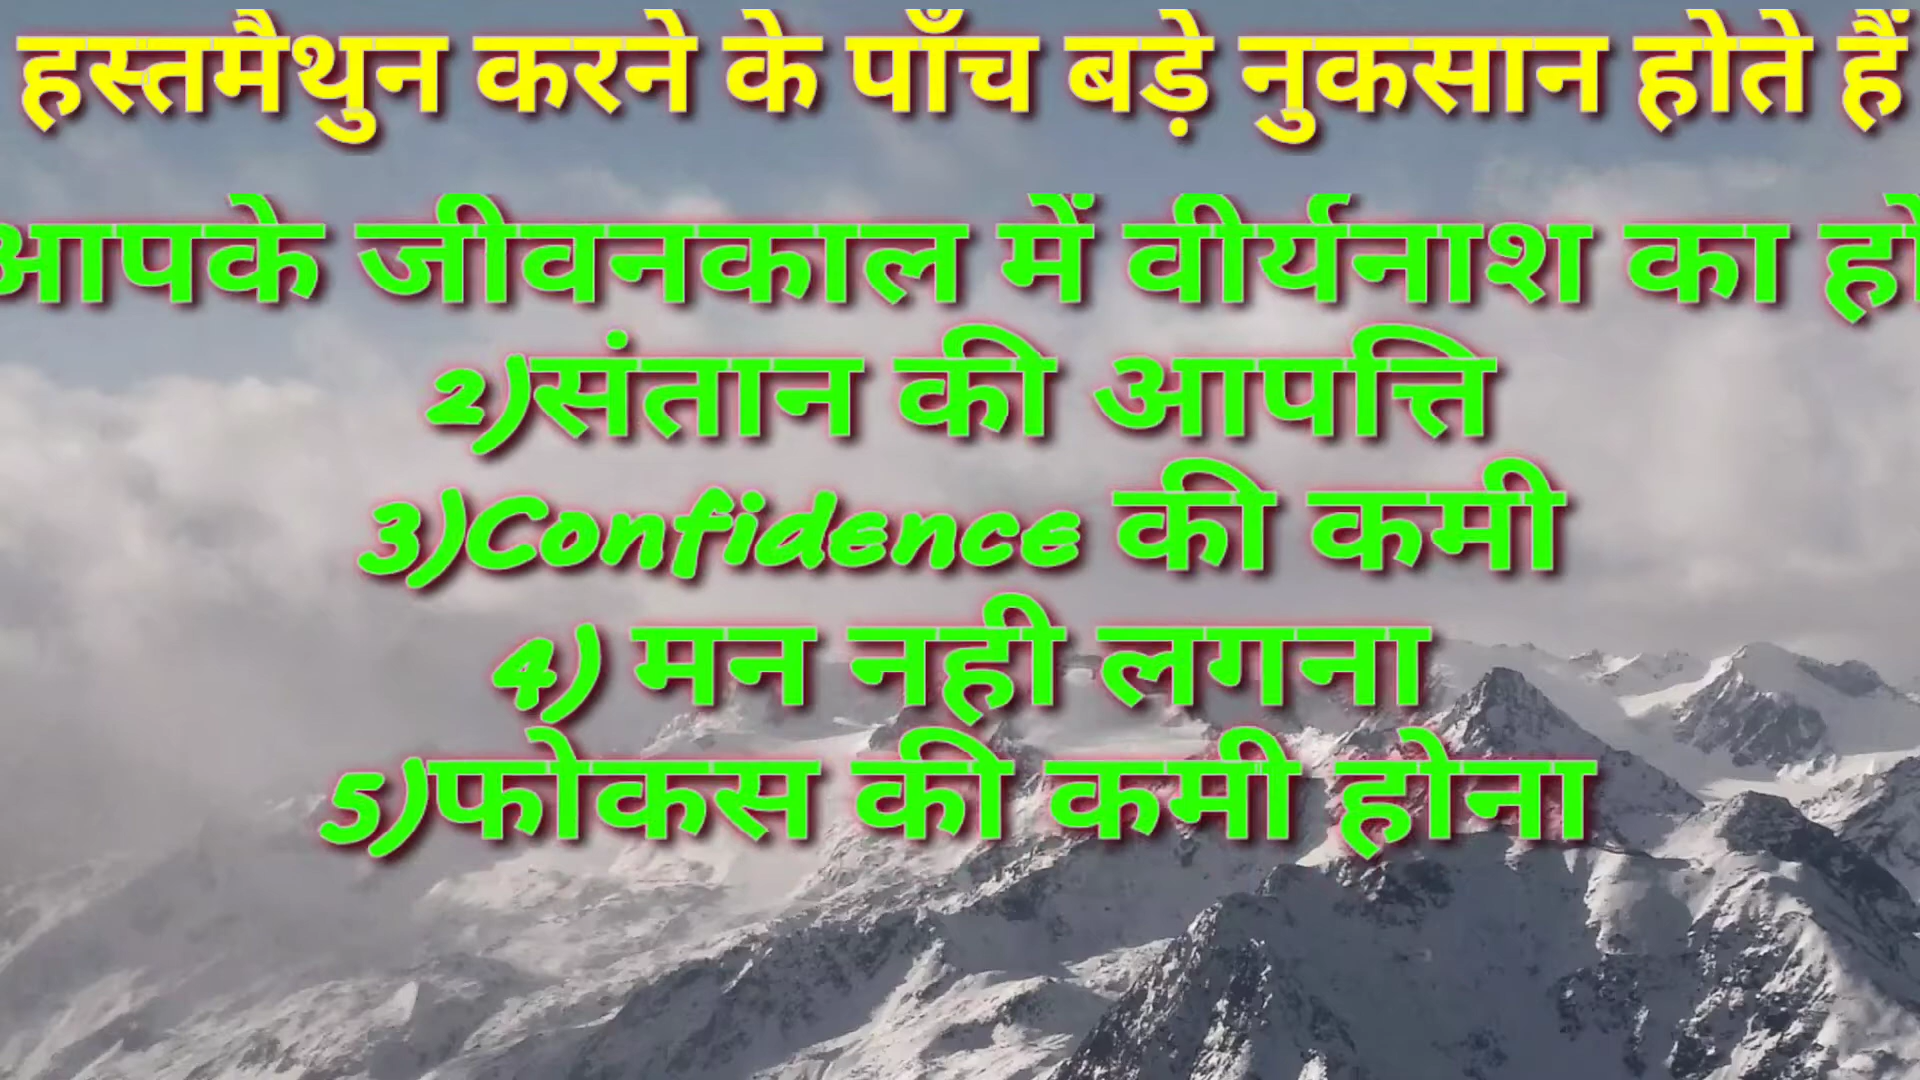 हस्तमैथुन करने के पाँच बड़े नुकसान होते हैं
आपके जीवनकाल में वीर्यनाश का
2)संतान की आपत्ति
3)Confidence की कमी
4) मन नही लगना
5)फोकस की कमी होना